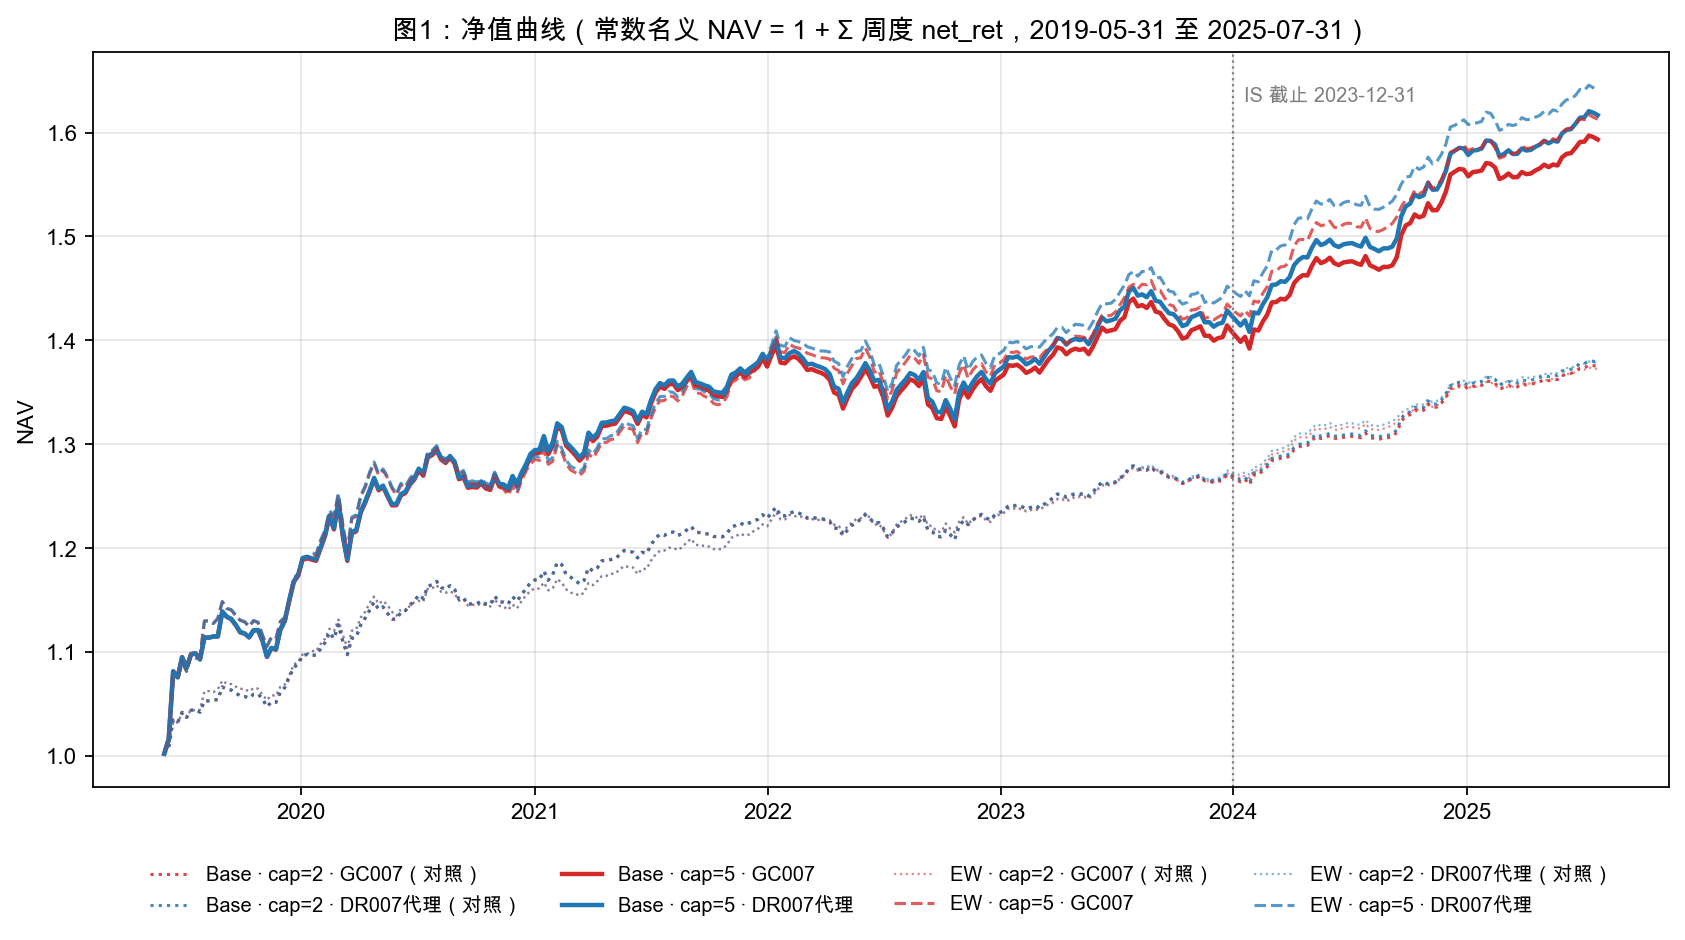 图1：净值曲线（常数名义 NAV = 1 + Σ 周度 net_ret，2019-05-31 至 2025-07-31）
IS 截止 2023-12-31
NAV
1.6
1.5
1.4
1.3
1.2
1.1
1.0
2020 2021 2022 2023 2024 2025
Base · cap=2 · GC007（对照） Base · cap=5 · GC007 EW · cap=2 · GC007（对照） EW · cap=2 · DR007代理（对照）
Base · cap=2 · DR007代理（对照） Base · cap=5 · DR007代理 EW · cap=5 · GC007 EW · cap=5 · DR007代理